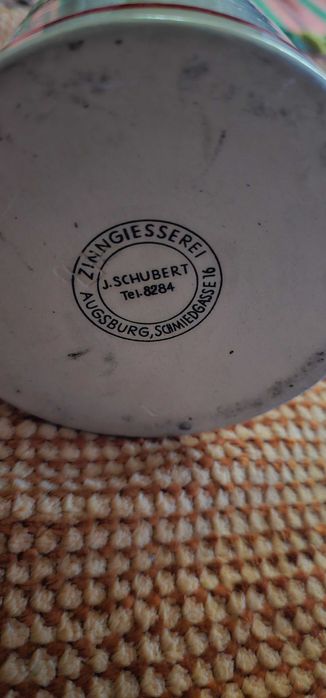 ZINNGIESSEREI
J. SCHUBERT
Tel. 8284
AUGSBURG, SCHMIEDGASSE 16